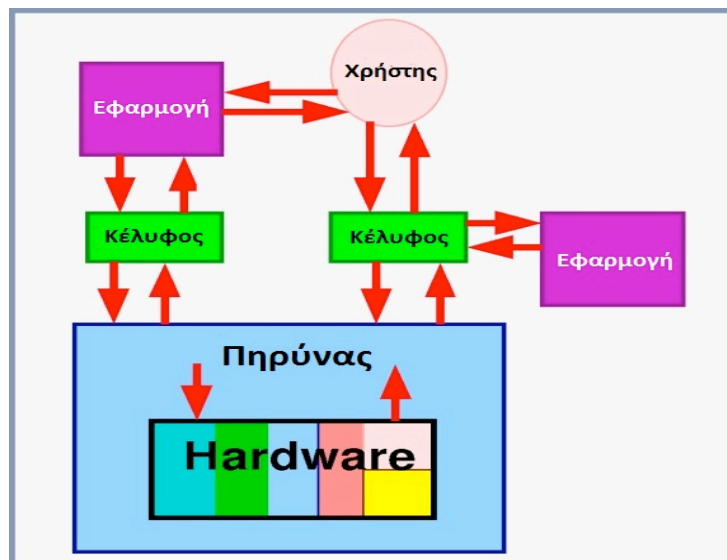 Χρήστης
Εφαρμογή
Κέλυφος
Κέλυφος
Εφαρμογή
Πηρύνας
Hardware